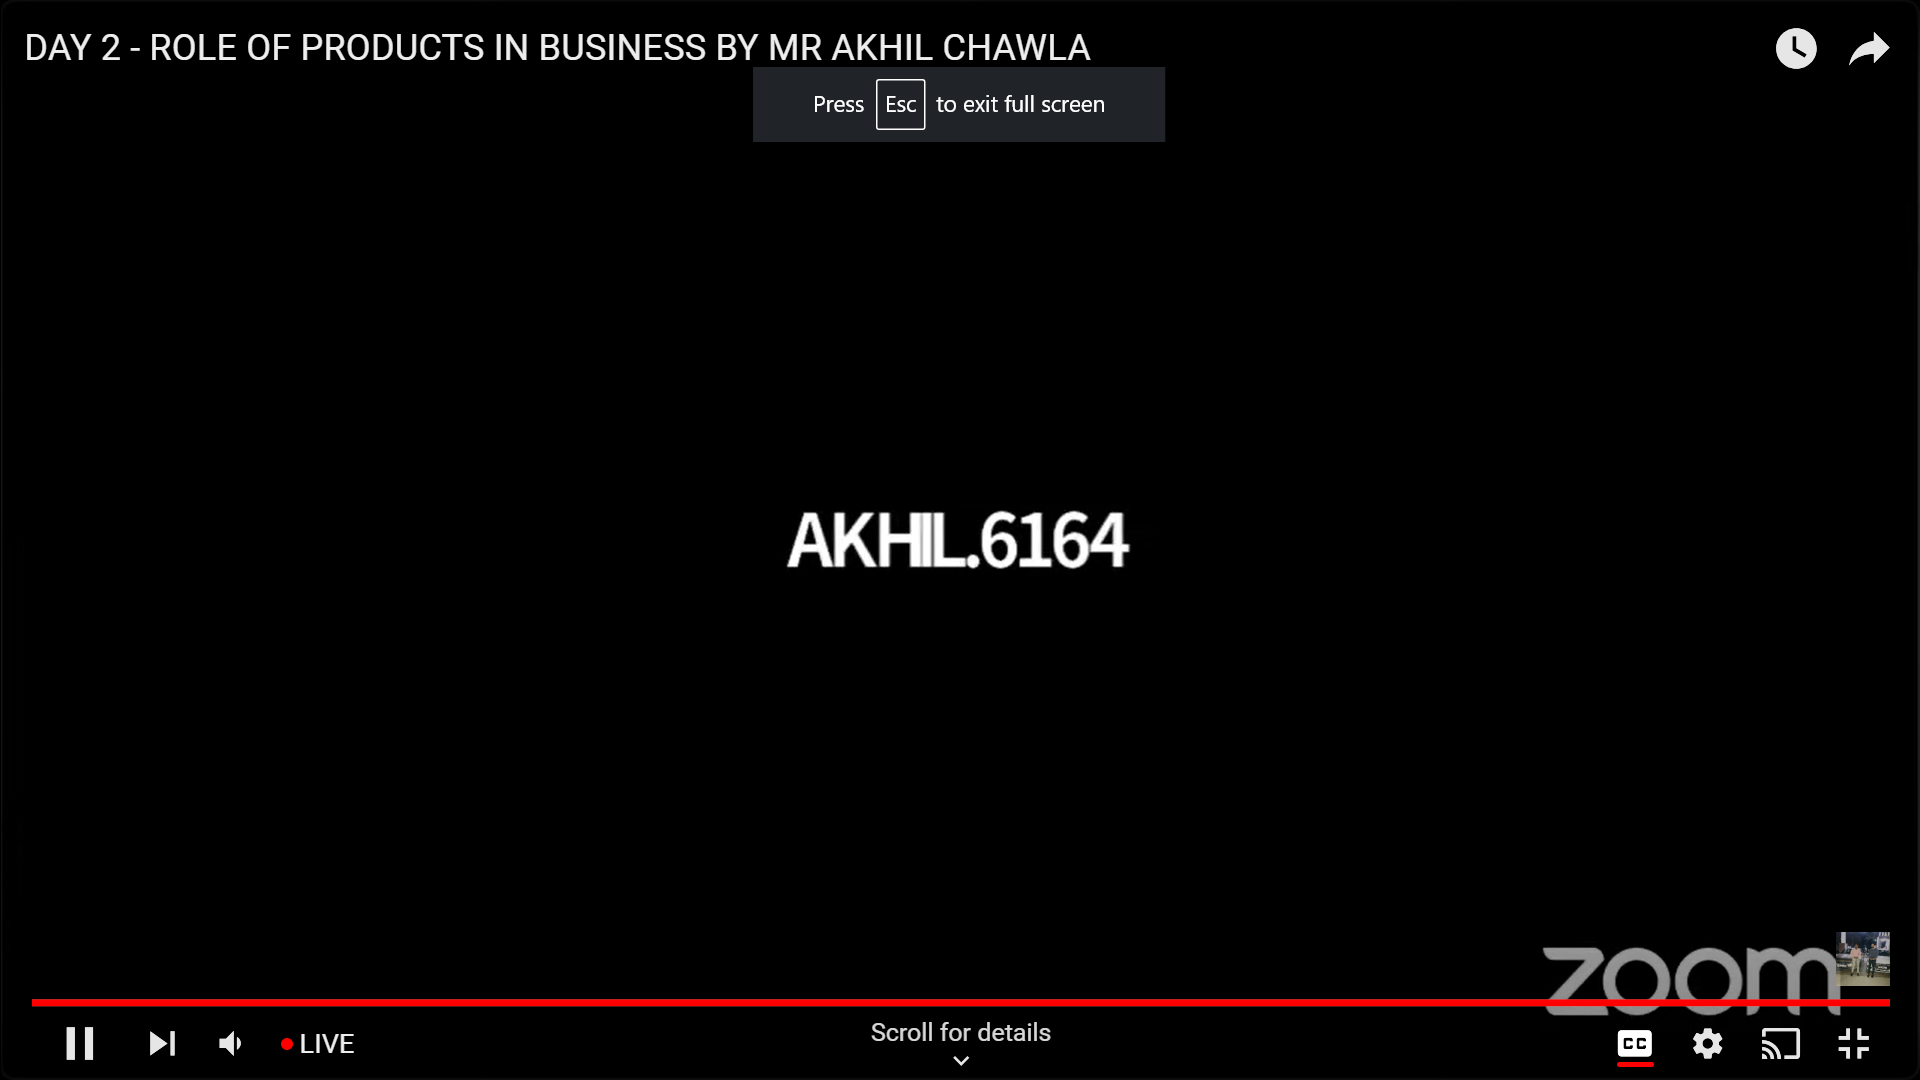 DAY 2 - ROLE OF PRODUCTS IN BUSINESS BY MR AKHIL CHAWLA
Press Esc to exit full screen
AKHIL.6164
zoom
LIVE
Scroll for details
CC